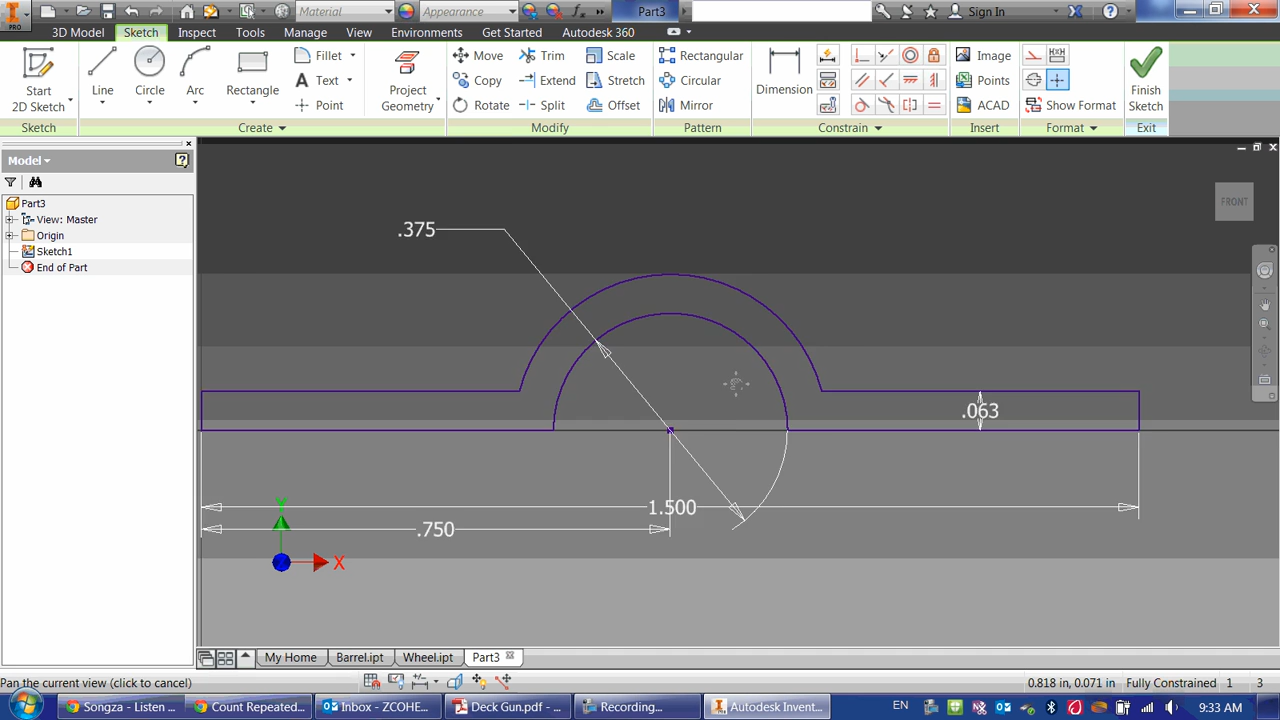 PRO
Material
Appearance
Part3
Sign In
3D Model
Sketch
Inspect
Tools
Manage
View
Environments
Get Started
Autodesk 360
Start
2D Sketch
Line
Circle
Arc
Rectangle
Fillet
Text
Point
Project
Geometry
Move
Copy
Rotate
Trim
Extend
Split
Scale
Stretch
Offset
Rectangular
Circular
Mirror
Dimension
Image
Points
ACAD
Show Format
Finish
Sketch
Sketch
Create
Modify
Pattern
Constrain
Insert
Format
Exit
Model
Part3
View: Master
Origin
Sketch1
End of Part
FRONT
.375
.063
1.500
.750
Y
X
My Home
Barrel.ipt
Wheel.ipt
Part3
Pan the current view (click to cancel)
0.818 in, 0.071 in
Fully Constrained
1
3
Songza - Listen ...
Count Repeated...
Inbox - ZCOHE...
Deck Gun.pdf - ...
Recording...
Autodesk Invent...
EN
9:33 AM